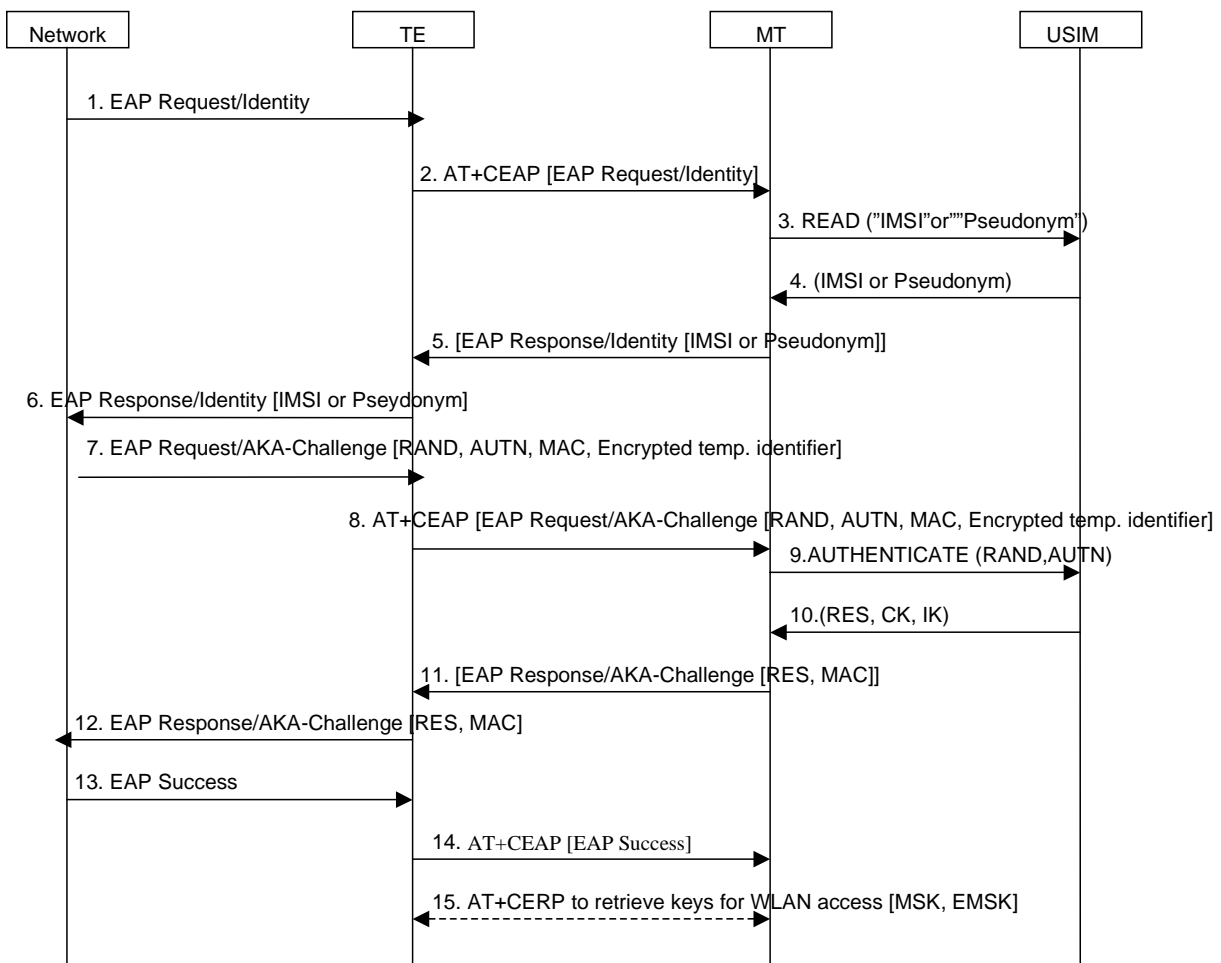 Network
TE
MT
USIM
1. EAP Request/Identity
2. AT+CEAP [EAP Request/Identity]
3. READ (”IMSI”or””Pseudonym”)
4. (IMSI or Pseudonym)
5. [EAP Response/Identity [IMSI or Pseudonym]]
6. EAP Response/Identity [IMSI or Pseydonym]
7. EAP Request/AKA-Challenge [RAND, AUTN, MAC, Encrypted temp. identifier]
8. AT+CEAP [EAP Request/AKA-Challenge [RAND, AUTN, MAC, Encrypted temp. identifier]
9.AUTHENTICATE (RAND,AUTN)
10.(RES, CK, IK)
11. [EAP Response/AKA-Challenge [RES, MAC]]
12. EAP Response/AKA-Challenge [RES, MAC]
13. EAP Success
14. AT+CEAP [EAP Success]
15. AT+CERP to retrieve keys for WLAN access [MSK, EMSK]